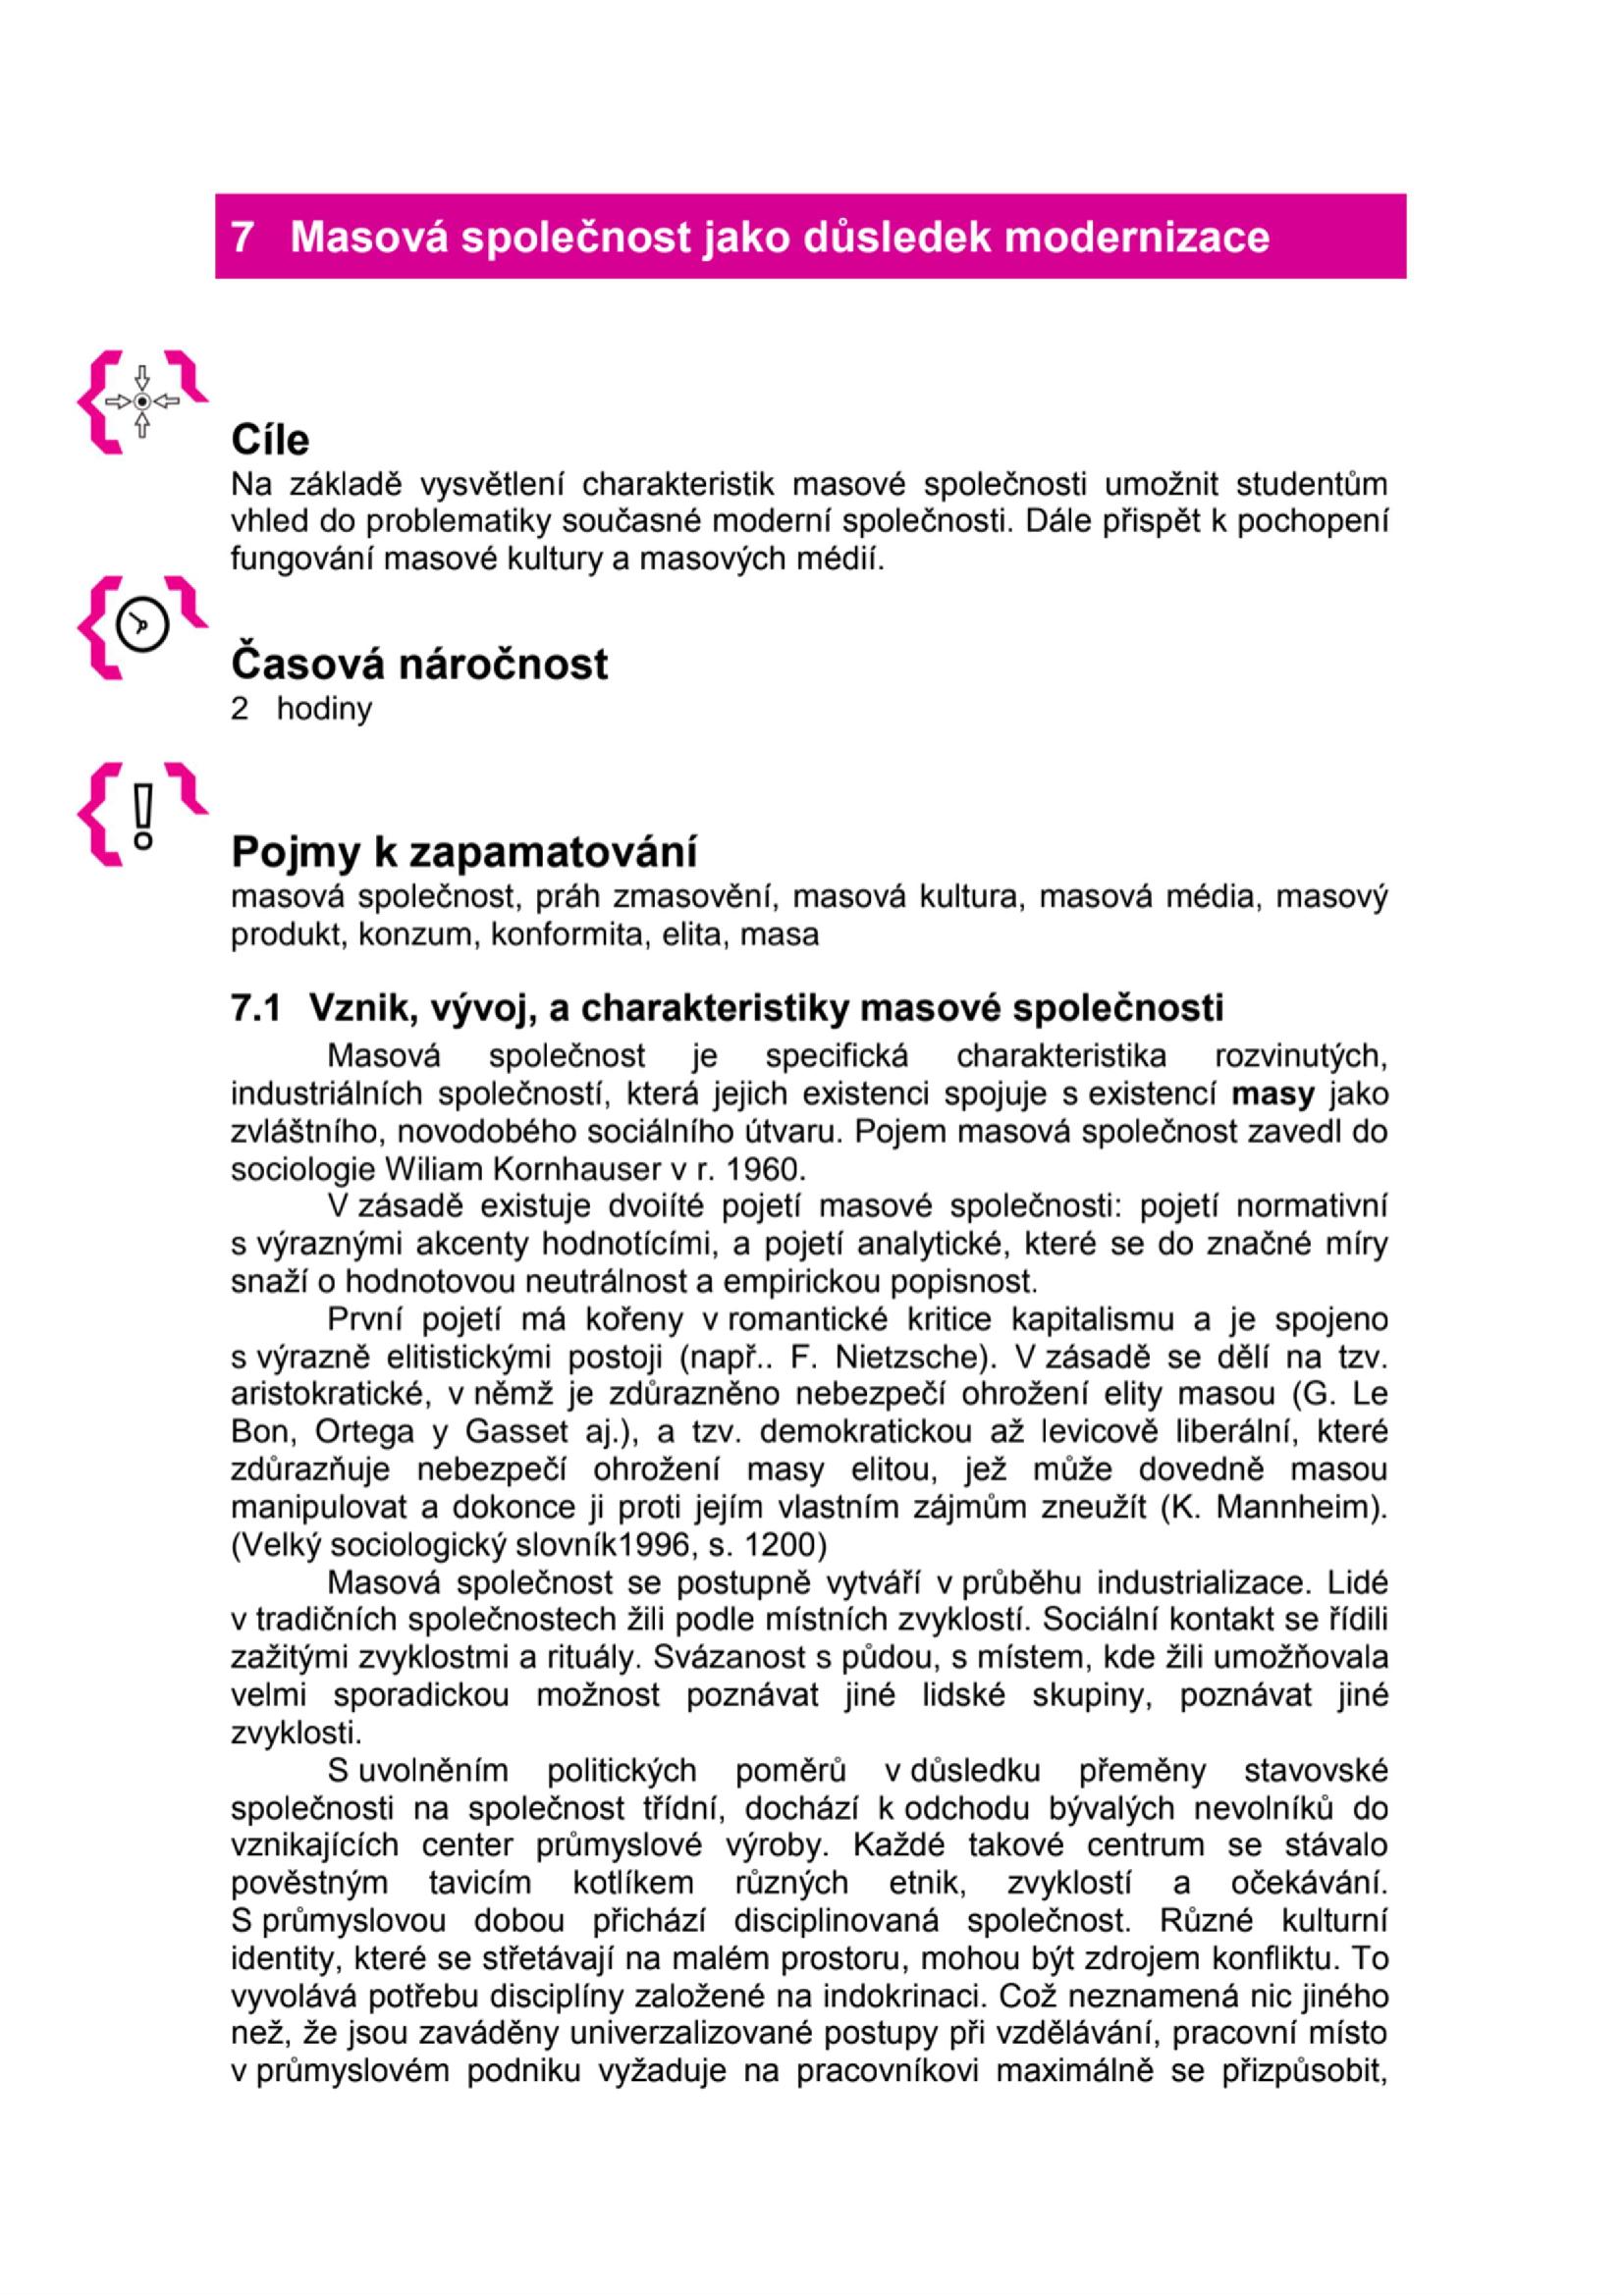 7 Masová společnost jako důsledek modernizace
Cíle
Na základě vysvětlení charakteristik masové společnosti umožnit studentům
vhled do problematiky současné moderní společnosti. Dále přispět k pochopení
fungování masové kultury a masových médií.
Časová náročnost
2 hodiny
Pojmy k zapamatování
masová společnost, práh zmasovění, masová kultura, masová média, masový
produkt, konzum, konformita, elita, masa
7.1 Vznik, vývoj, a charakteristiky masové společnosti
Masová společnost je specifická charakteristika rozvinutých,
industriálních společností, která jejich existenci spojuje s existencí masy jako
zvláštního, novodobého sociálního útvaru. Pojem masová společnost zavedl do
sociologie Wiliam Kornhauser v r. 1960.
V zásadě existuje dvoiíté pojetí masové společnosti: pojetí normativní
s výraznými akcenty hodnotícími, a pojetí analytické, které se do značné míry
snaží o hodnotovou neutrálnost a empirickou popisnost.
První pojetí má kořeny v romantické kritice kapitalismu a je spojeno
s výrazně elitistickými postoji (např.. F. Nietzsche). V zásadě se dělí na tzv.
aristokratické, v němž je zdůrazněno nebezpečí ohrožení elity masou (G. Le
Bon, Ortega y Gasset aj.), a tzv. demokratickou až levicově liberální, které
zdůrazňuje nebezpečí ohrožení masy elitou, jež může dovedně masou
manipulovat a dokonce ji proti jejím vlastním zájmům zneužít (K. Mannheim).
(Velký sociologický slovník1996, s. 1200)
Masová společnost se postupně vytváří v průběhu industrializace. Lidé
v tradičních společnostech žili podle místních zvyklostí. Sociální kontakt se řídili
zažitými zvyklostmi a rituály. Svázanost s půdou, s místem, kde žili umožňovala
velmi sporadickou možnost poznávat jiné lidské skupiny, poznávat jiné
zvyklosti.
S uvolněním politických poměrů v důsledku přeměny stavovské
společnosti na společnost třídní, dochází k odchodu bývalých nevolníků do
vznikajících center průmyslové výroby. Každé takové centrum se stávalo
pověstným tavicím kotlíkem různých etnik, zvyklostí a očekávání.
S průmyslovou dobou přichází disciplinovaná společnost. Různé kulturní
identity, které se střetávají na malém prostoru, mohou být zdrojem konfliktu. To
vyvolává potřebu disciplíny založené na indokrinaci. Což neznamená nic jiného
než, že jsou zaváděny univerzalizované postupy při vzdělávání, pracovní místo
v průmyslovém podniku vyžaduje na pracovníkovi maximálně se přizpůsobit,